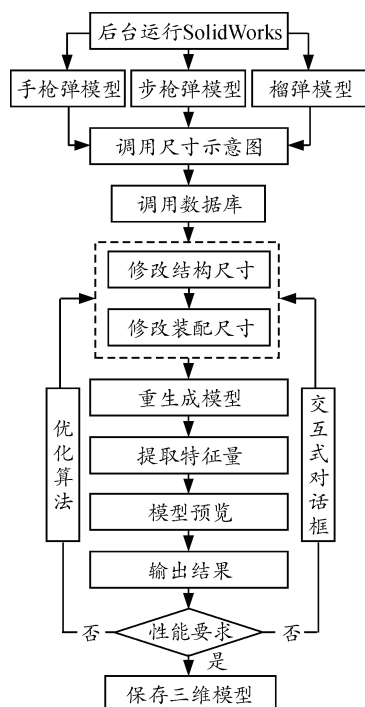 后台运行SolidWorks
手枪弹模型
步枪弹模型
榴弹模型
调用尺寸示意图
调用数据库
修改结构尺寸
修改装配尺寸
重生成模型
优化算法
交互式对话框
提取特征量
模型预览
输出结果
否
性能要求
否
是
保存三维模型